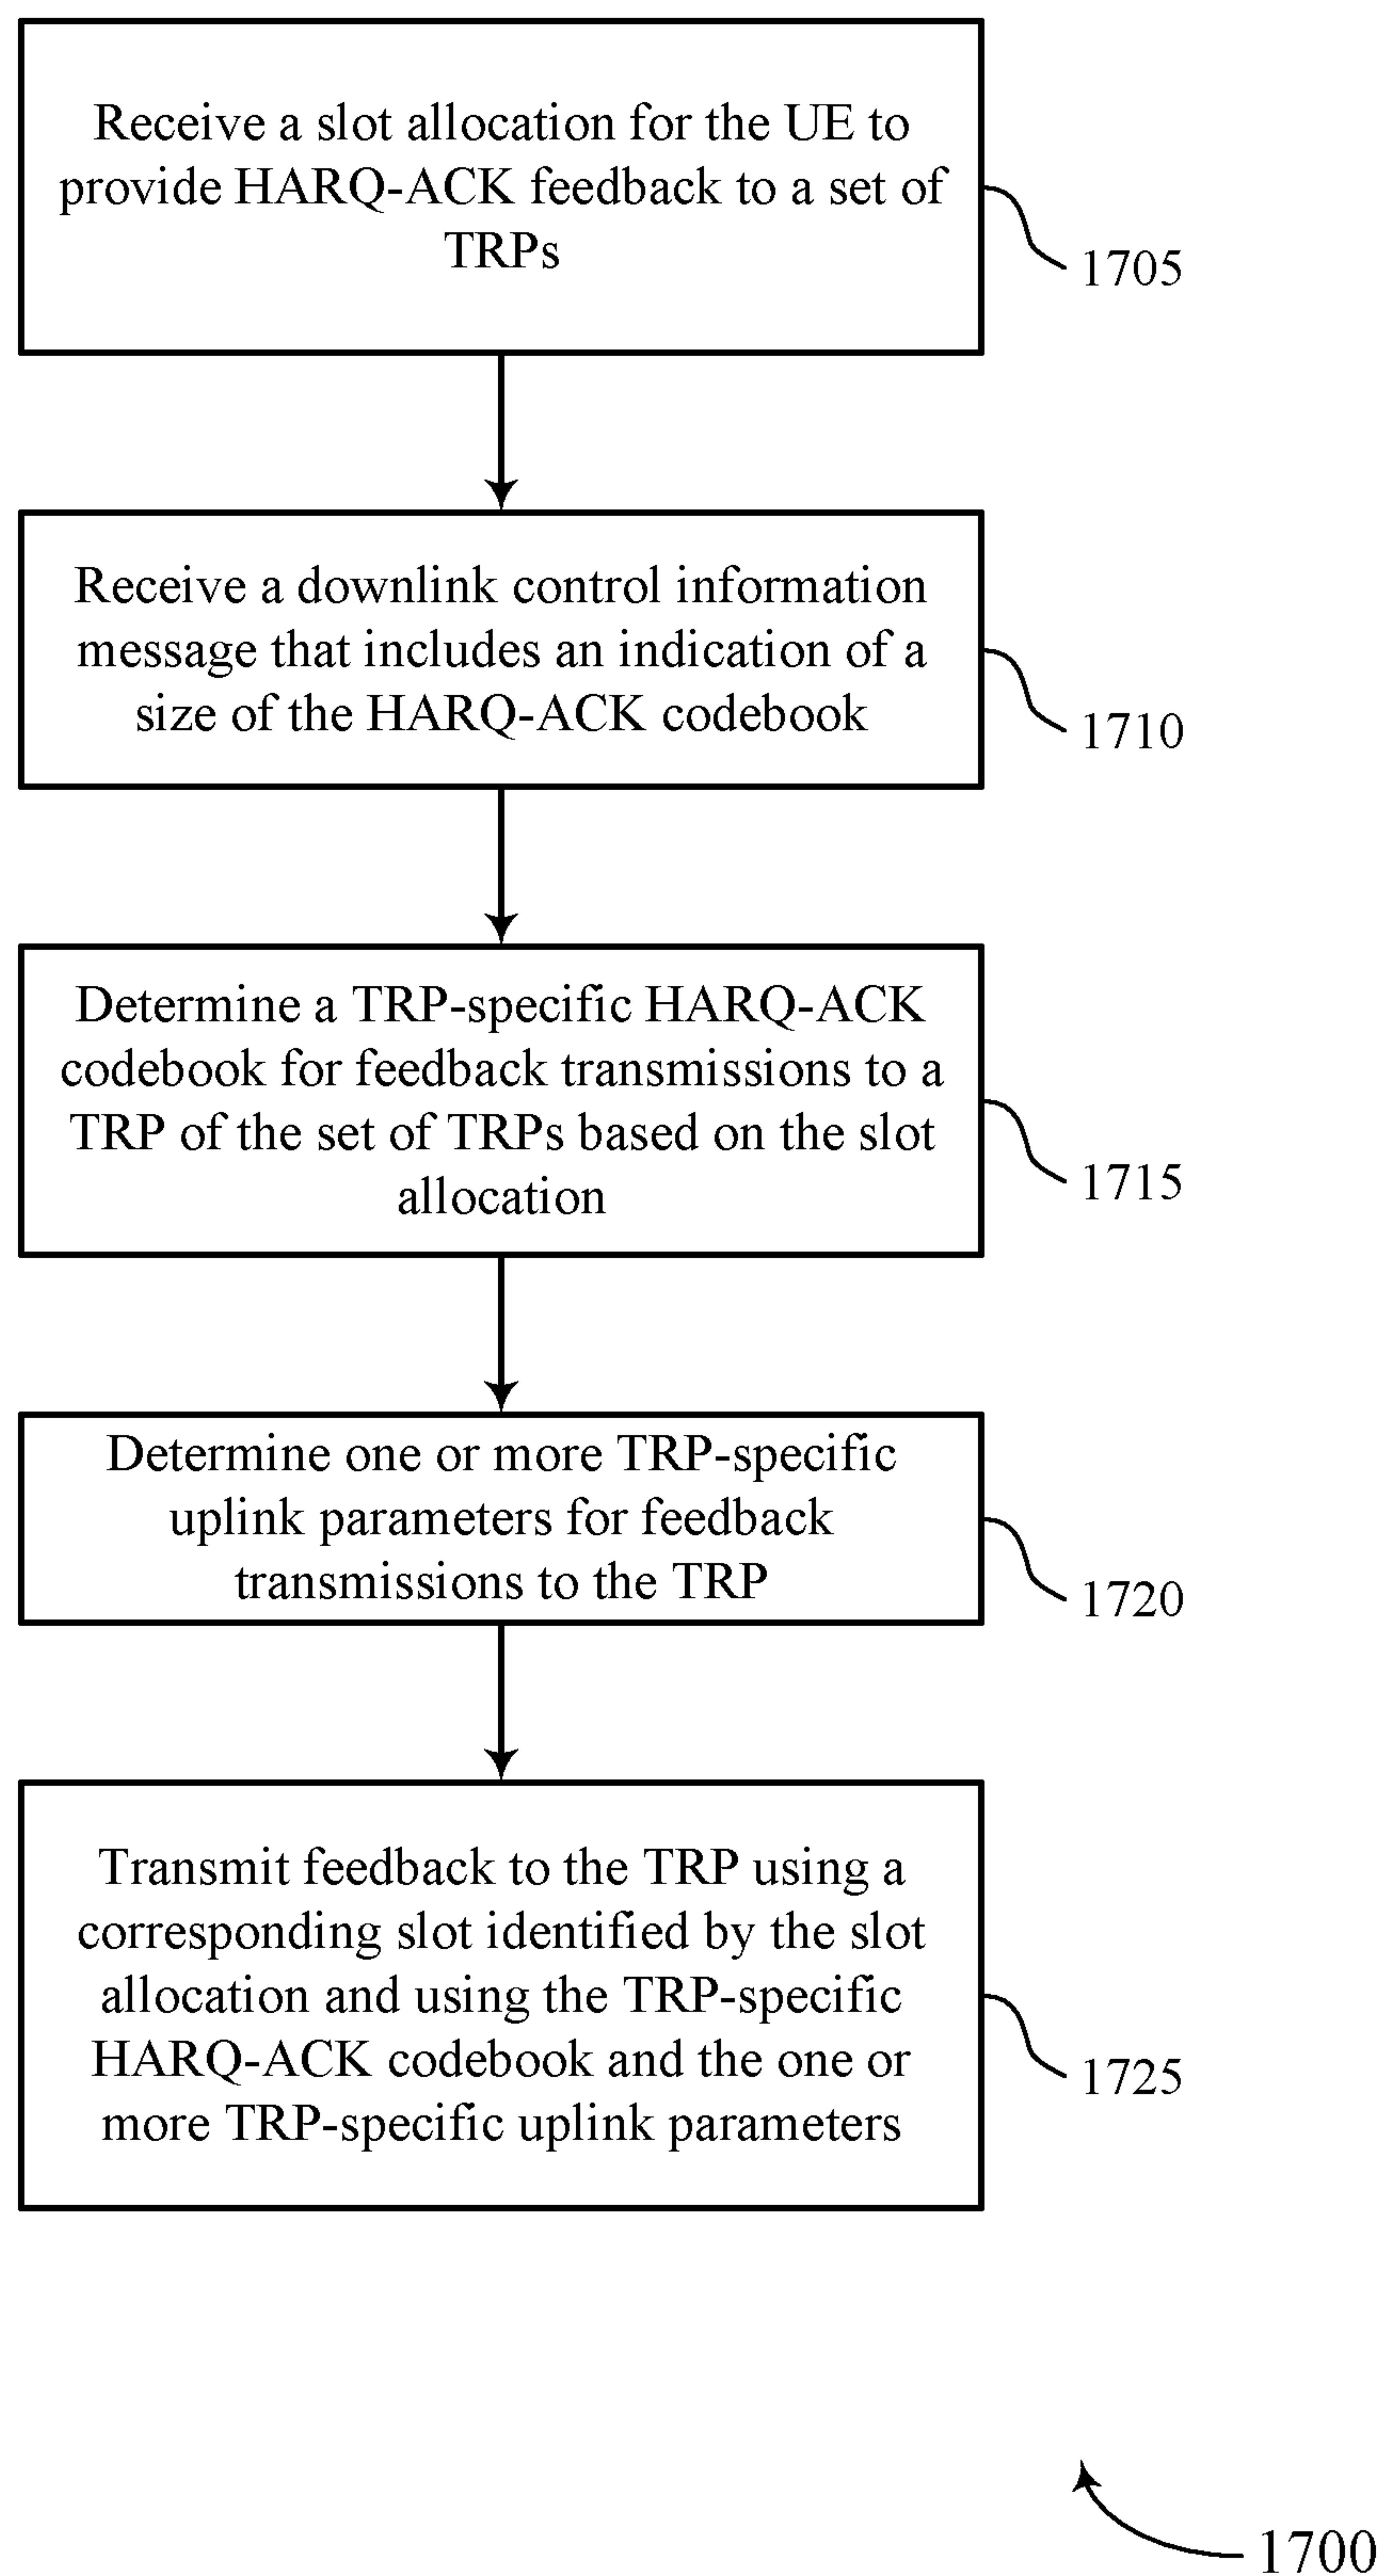 Receive a slot allocation for the UE to
provide HARQ-ACK feedback to a set of
TRPs
1705
Receive a downlink control information
message that includes an indication of a
size of the HARQ-ACK codebook
1710
Determine a TRP-specific HARQ-ACK
codebook for feedback transmissions to a
TRP of the set of TRPs based on the slot
allocation
1715
Determine one or more TRP-specific
uplink parameters for feedback
transmissions to the TRP
1720
Transmit feedback to the TRP using a
corresponding slot identified by the slot
allocation and using the TRP-specific
HARQ-ACK codebook and the one or
more TRP-specific uplink parameters
1725
1700